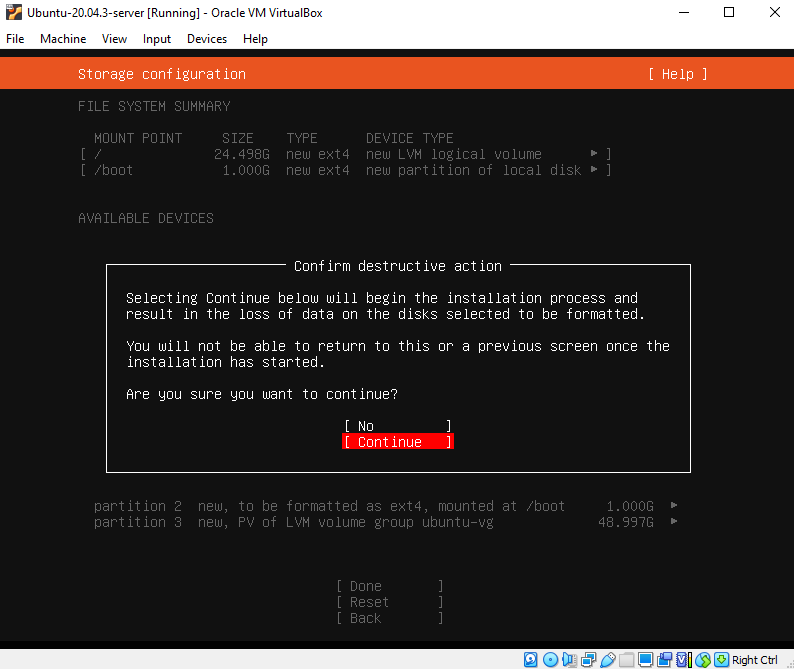 Ubuntu-20.04.3-server [Running] - Oracle VM VirtualBox
File Machine View Input Devices Help
Storage configuration [ Help ]
FILE SYSTEM SUMMARY
MOUNT POINT SIZE TYPE DEVICE TYPE
[ / 24.498G new ext4 new LVM logical volume ▸ ]
[ /boot 1.000G new ext4 new partition of local disk ▸ ]
AVAILABLE DEVICES
Confirm destructive action
Selecting Continue below will begin the installation process and
result in the loss of data on the disks selected to be formatted.
You will not be able to return to this or a previous screen once the
installation has started.
Are you sure you want to continue?
[ No ]
[ Continue ]
partition 2 new, to be formatted as ext4, mounted at /boot 1.000G ▸
partition 3 new, PV of LVM volume group ubuntu-vg 48.997G ▸
[ Done ]
[ Reset ]
[ Back ]
Right Ctrl